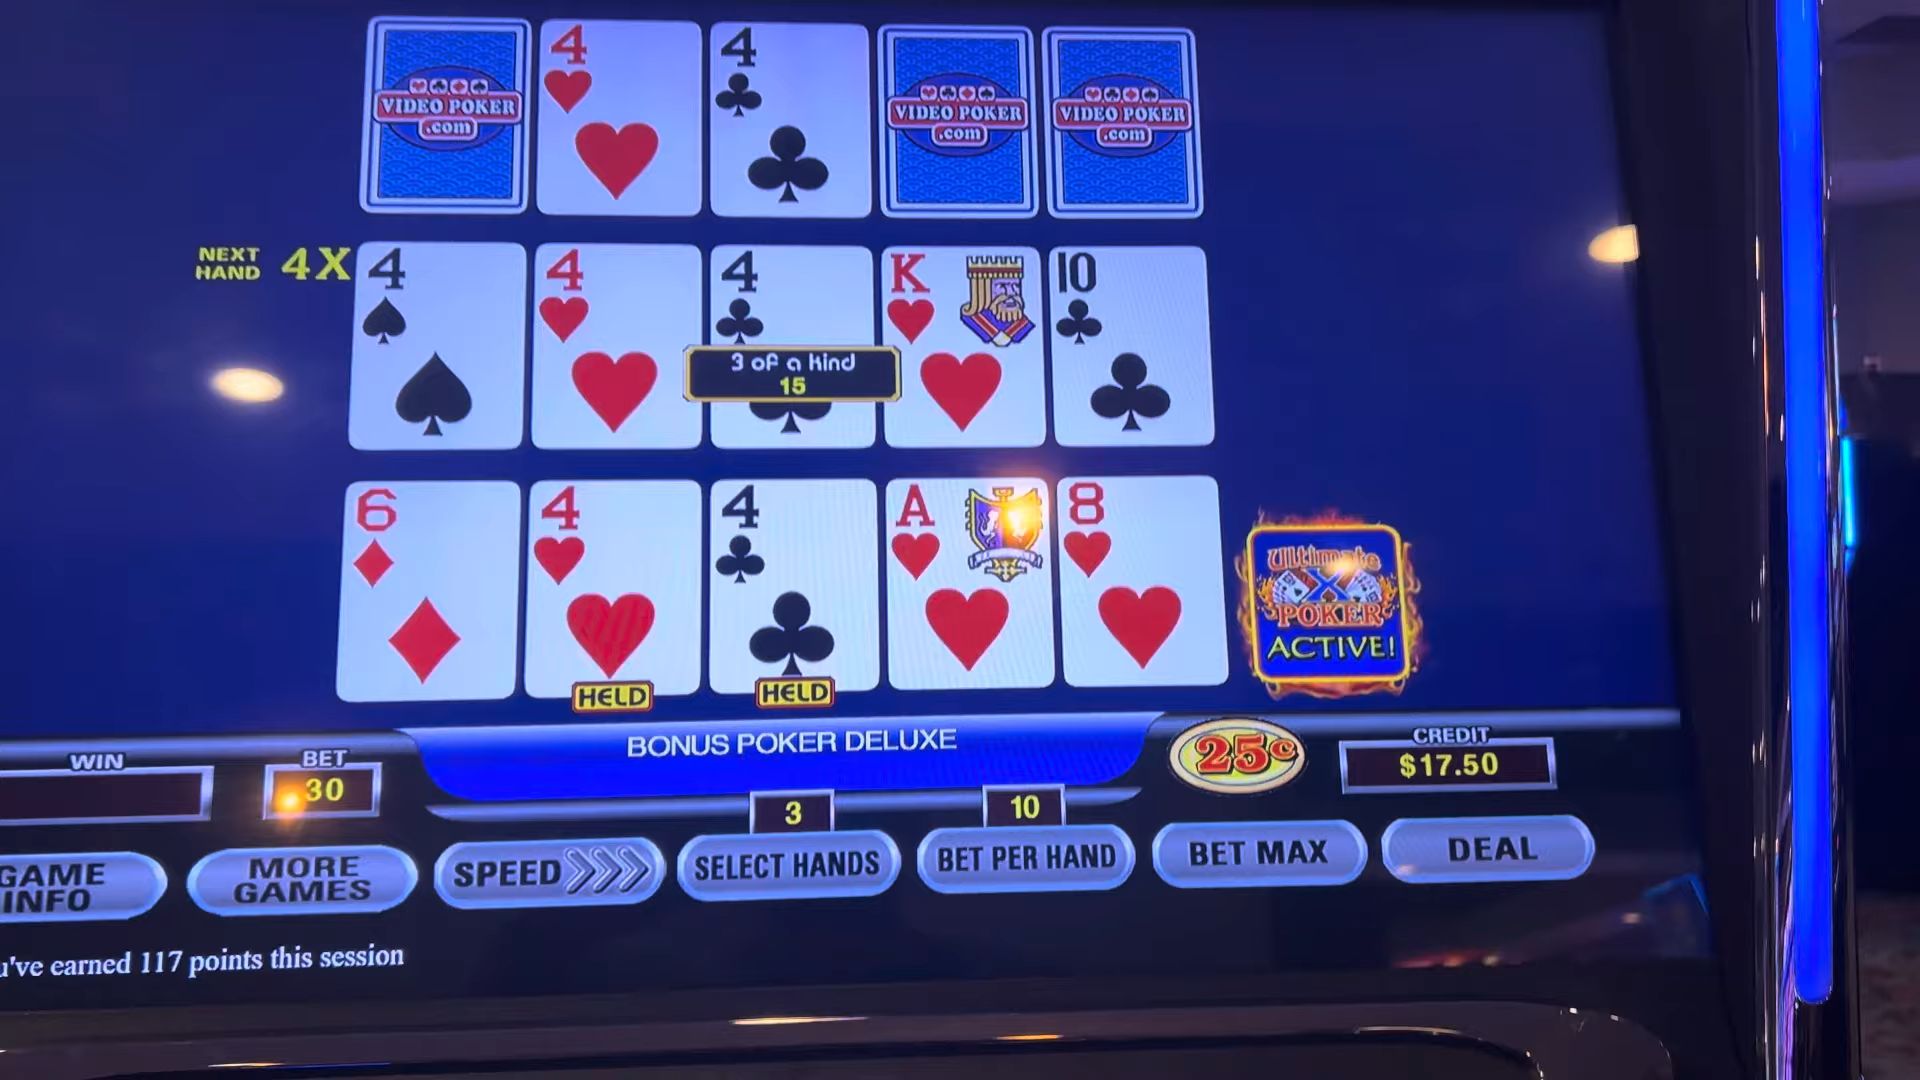 VIDEO POKER
.com
4
4
VIDEO POKER
.com
VIDEO POKER
.com
NEXT
HAND 4X
4
4
4
K
10
3 of a kind
15
6
4
4
A
8
HELD
HELD
Ultimate
X
POKER
ACTIVE!
WIN
BET
30
BONUS POKER DELUXE
25¢
CREDIT
$17.50
3
10
GAME
INFO
MORE
GAMES
SPEED
SELECT HANDS
BET PER HAND
BET MAX
DEAL
u've earned 117 points this session